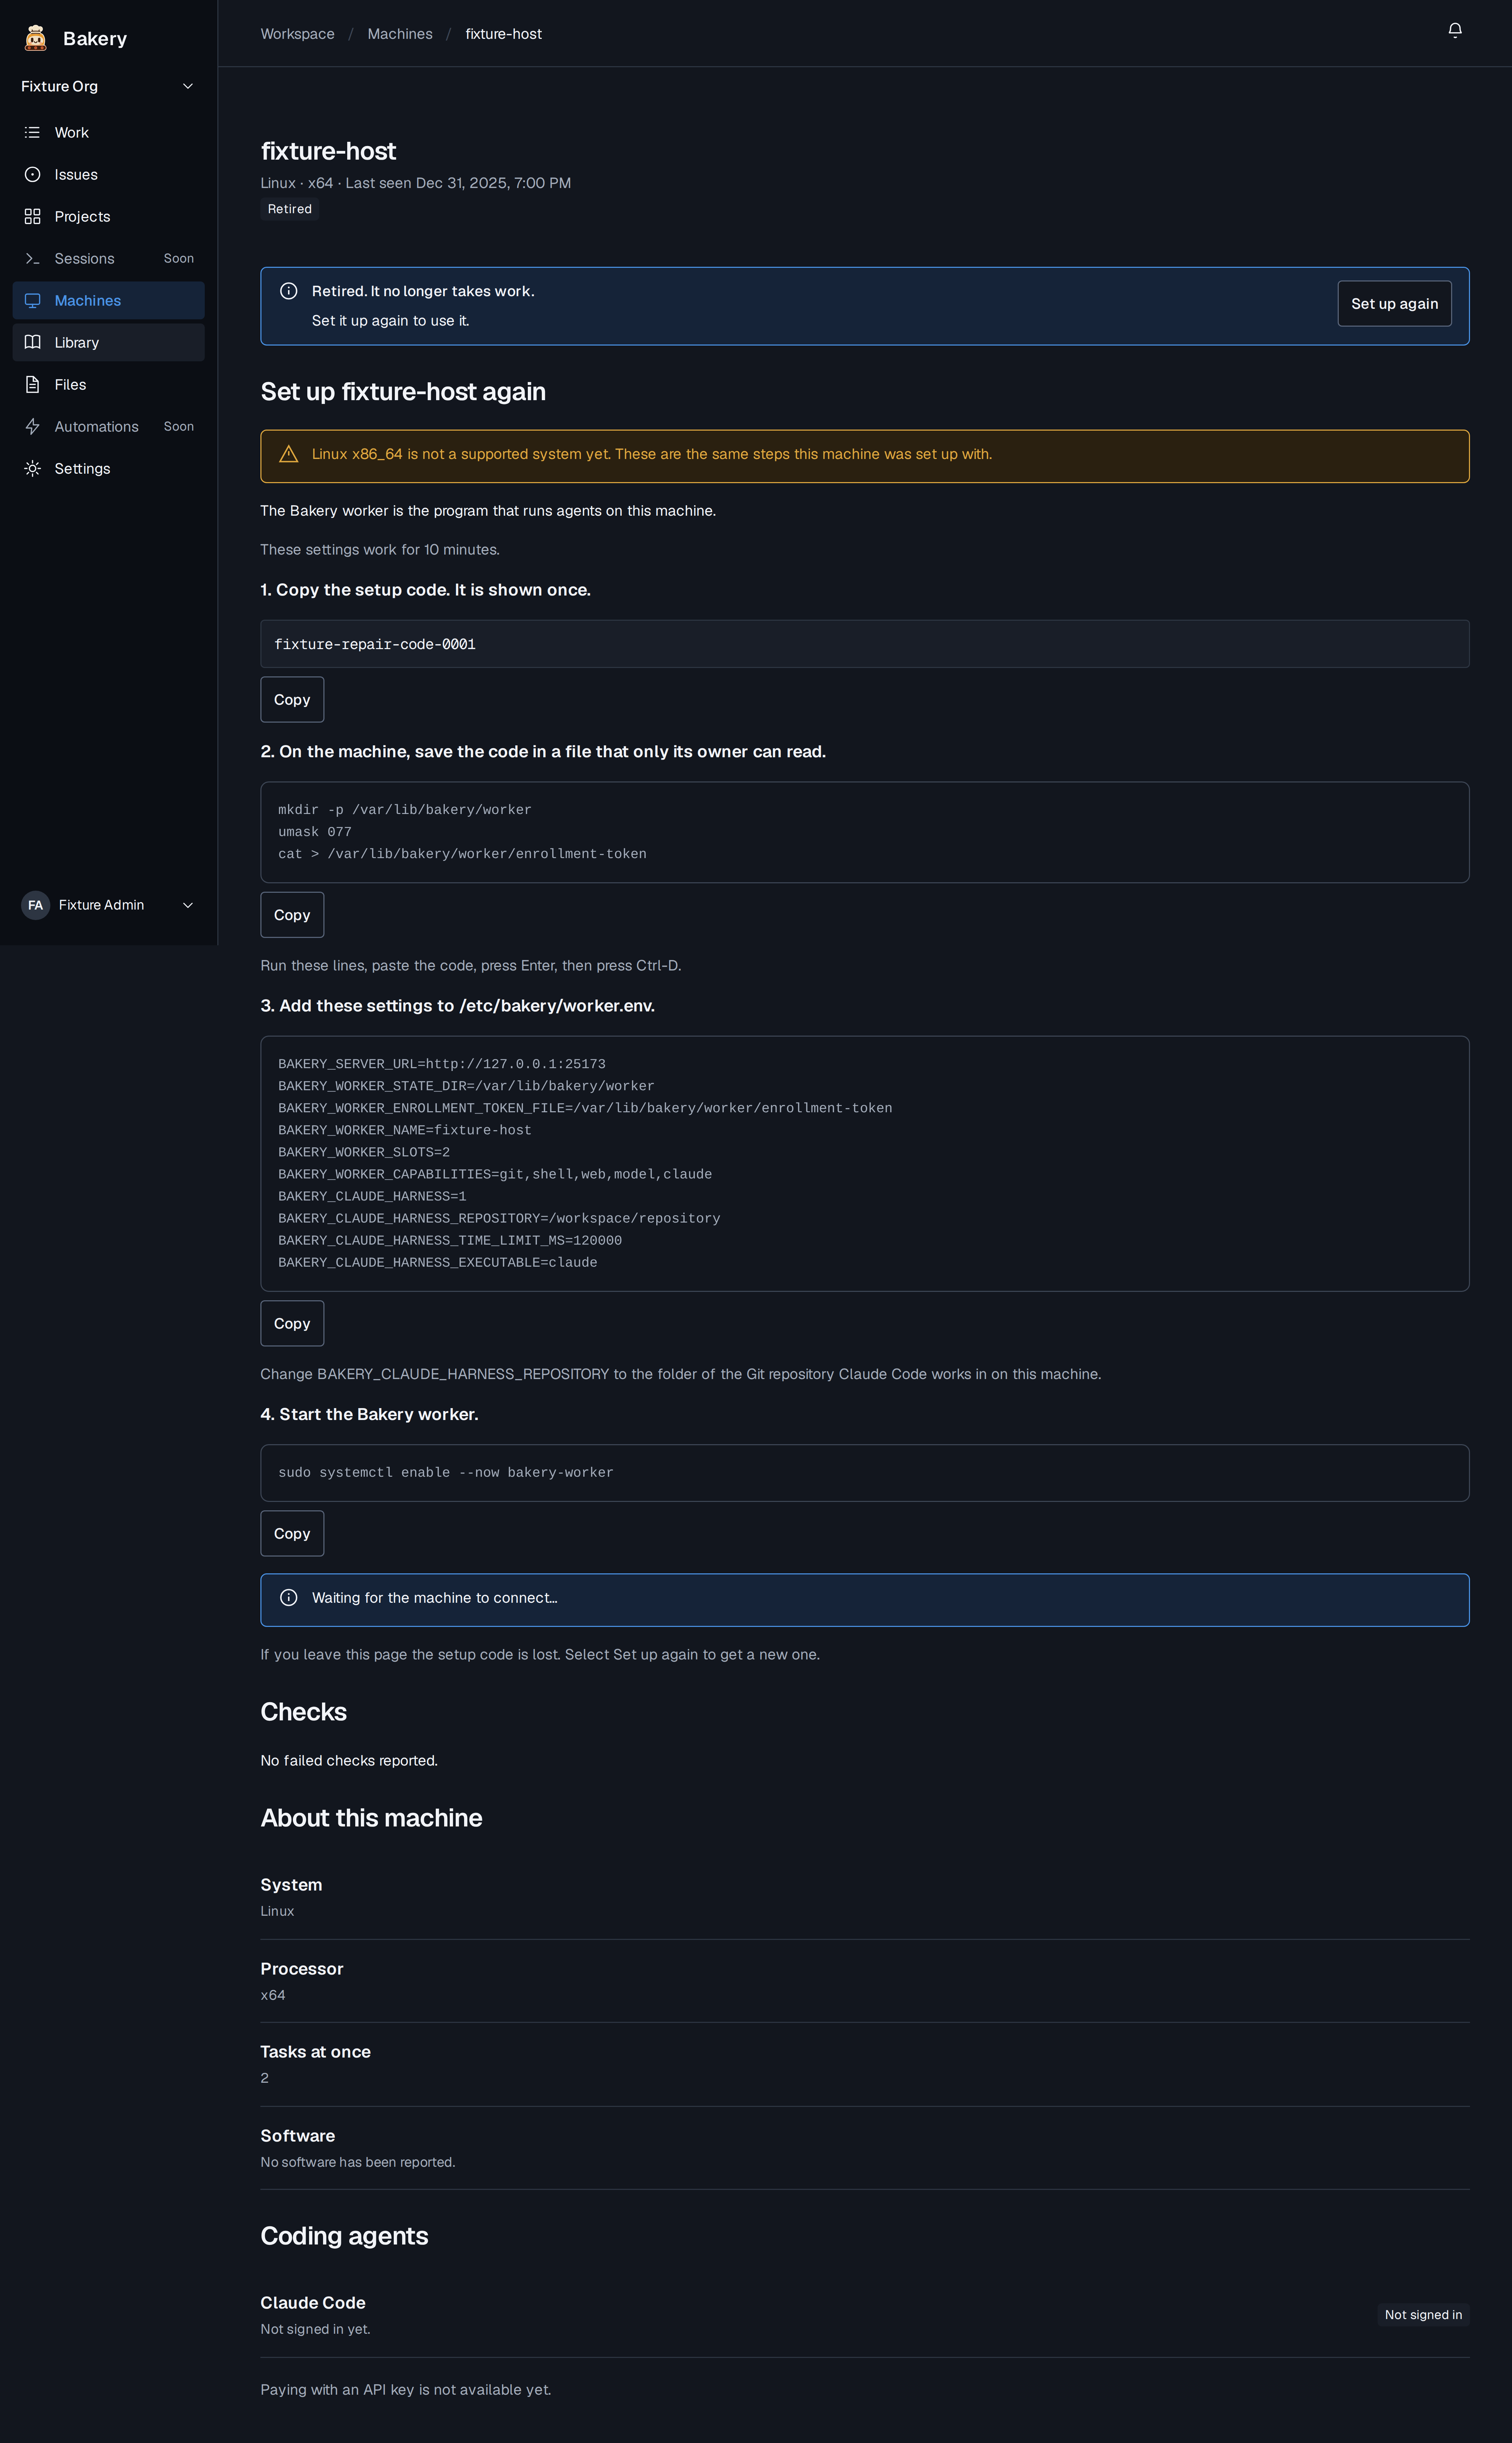 Bakery
Fixture Org
Work
Issues
Projects
Sessions Soon
Machines
Library
Files
Automations Soon
Settings
FA Fixture Admin
Workspace / Machines / fixture-host
fixture-host
Linux · x64 · Last seen Dec 31, 2025, 7:00 PM
Retired
Retired. It no longer takes work.
Set it up again to use it.
Set up again
Set up fixture-host again
Linux x86_64 is not a supported system yet. These are the same steps this machine was set up with.
The Bakery worker is the program that runs agents on this machine.
These settings work for 10 minutes.
1. Copy the setup code. It is shown once.
fixture-repair-code-0001
Copy
2. On the machine, save the code in a file that only its owner can read.
mkdir -p /var/lib/bakery/worker
umask 077
cat > /var/lib/bakery/worker/enrollment-token
Copy
Run these lines, paste the code, press Enter, then press Ctrl-D.
3. Add these settings to /etc/bakery/worker.env.
BAKERY_SERVER_URL=http://127.0.0.1:25173
BAKERY_WORKER_STATE_DIR=/var/lib/bakery/worker
BAKERY_WORKER_ENROLLMENT_TOKEN_FILE=/var/lib/bakery/worker/enrollment-token
BAKERY_WORKER_NAME=fixture-host
BAKERY_WORKER_SLOTS=2
BAKERY_WORKER_CAPABILITIES=git,shell,web,model,claude
BAKERY_CLAUDE_HARNESS=1
BAKERY_CLAUDE_HARNESS_REPOSITORY=/workspace/repository
BAKERY_CLAUDE_HARNESS_TIME_LIMIT_MS=120000
BAKERY_CLAUDE_HARNESS_EXECUTABLE=claude
Copy
Change BAKERY_CLAUDE_HARNESS_REPOSITORY to the folder of the Git repository Claude Code works in on this machine.
4. Start the Bakery worker.
sudo systemctl enable --now bakery-worker
Copy
Waiting for the machine to connect…
If you leave this page the setup code is lost. Select Set up again to get a new one.
Checks
No failed checks reported.
About this machine
System
Linux
Processor
x64
Tasks at once
2
Software
No software has been reported.
Coding agents
Claude Code
Not signed in yet.
Not signed in
Paying with an API key is not available yet.